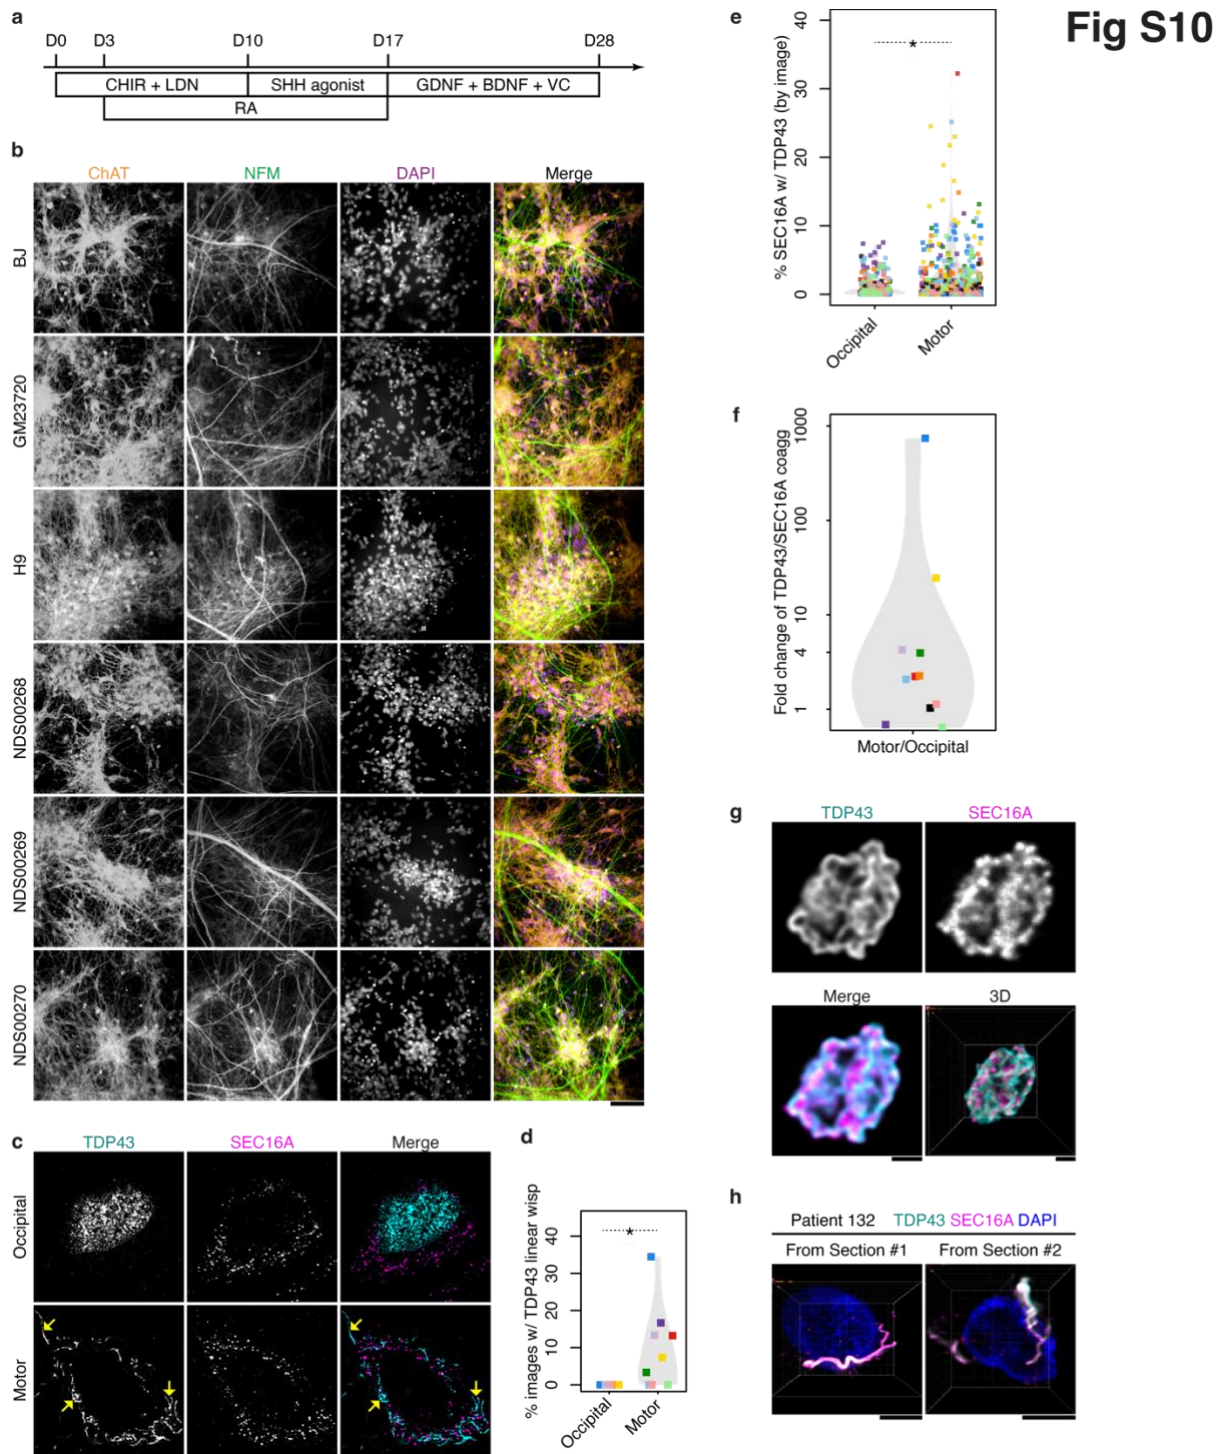 Fig S10
a
D0 D3 D10 D17 D28
CHIR + LDN SHH agonist GDNF + BDNF + VC
RA
b
ChAT NFM DAPI Merge
BJ
GM23720
H9
NDS00268
NDS00269
NDS00270
c
TDP43 SEC16A Merge
Occipital
Motor
d
% images w/ TDP43 linear wisp
40
30
20
10
0
*
Occipital Motor
e
% SEC16A w/ TDP43 (by image)
40
30
20
10
0
*
Occipital Motor
f
Fold change of TDP43/SEC16A coagg
1000
100
10
4
1
Motor/Occipital
g
TDP43 SEC16A
Merge 3D
h
Patient 132 TDP43 SEC16A DAPI
From Section #1 From Section #2